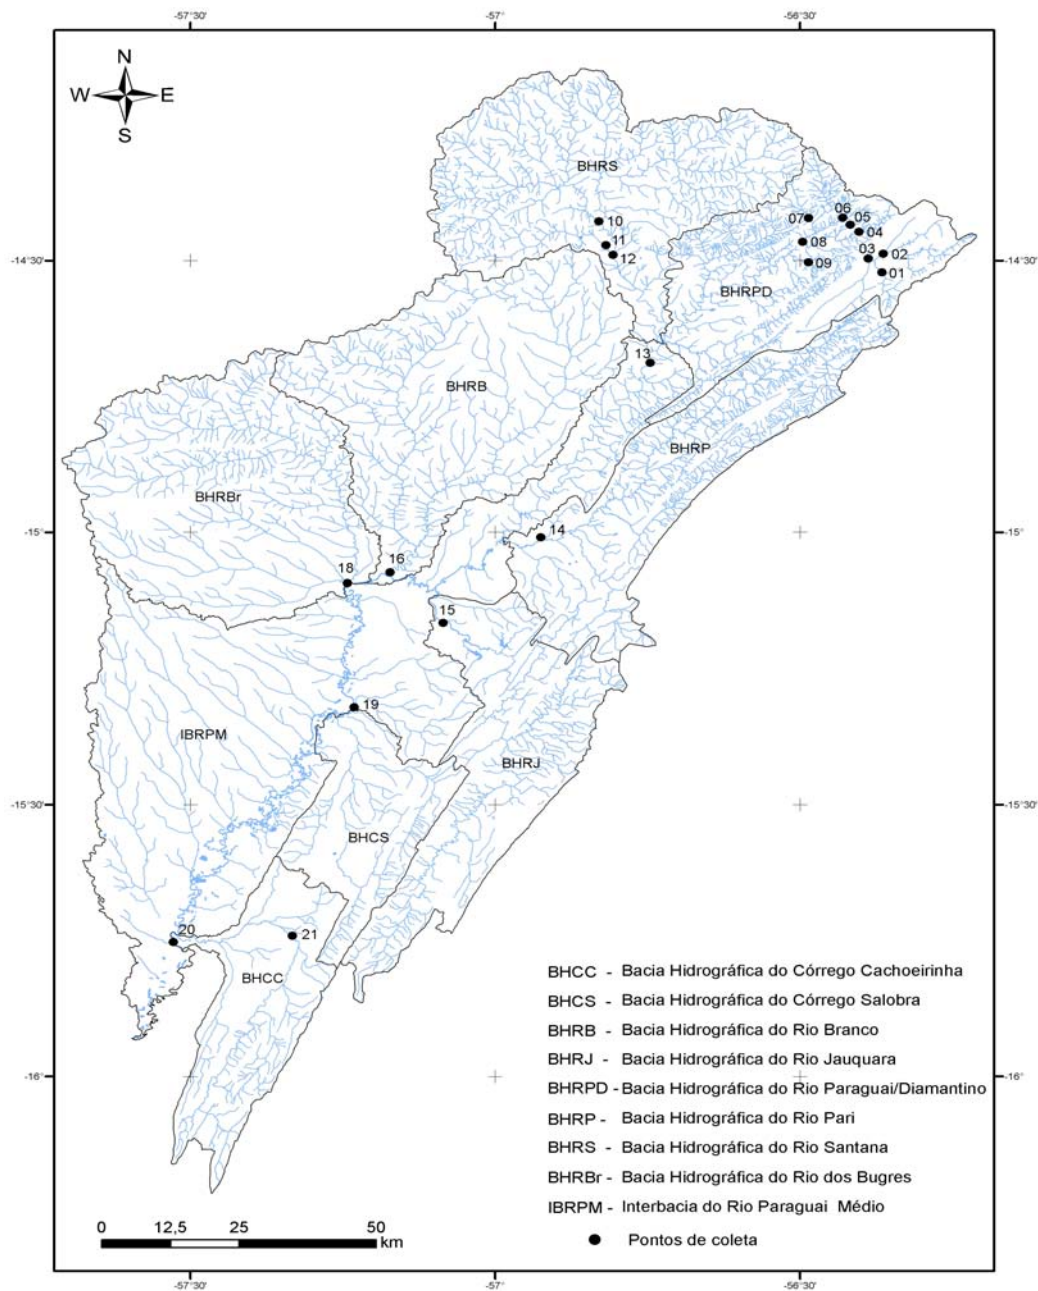 -57°30'
-57°
-56°30'
N
W
E
S
BHRS
06
07
05
10
04
11
08
03
02
12
-14°30'
09
01
-14°30'
BHRPD
13
BHRB
BHRP
BHRBr
14
-15°
-15°
16
18
15
19
IBRPM
BHRJ
-15°30'
-15°30'
BHCS
20
21
BHCC
BHCC - Bacia Hidrográfica do Córrego Cachoeirinha
BHCS - Bacia Hidrográfica do Córrego Salobra
BHRB - Bacia Hidrográfica do Rio Branco
BHRJ - Bacia Hidrográfica do Rio Jauquara
-16°
-16°
BHRPD - Bacia Hidrográfica do Rio Paraguai/Diamantino
BHRP - Bacia Hidrográfica do Rio Pari
BHRS - Bacia Hidrográfica do Rio Santana
BHRBr - Bacia Hidrográfica do Rio dos Bugres
IBRPM - Interbacia do Rio Paraguai Médio
Pontos de coleta
0 12,5 25 50
km
-57°30'
-57°
-56°30'